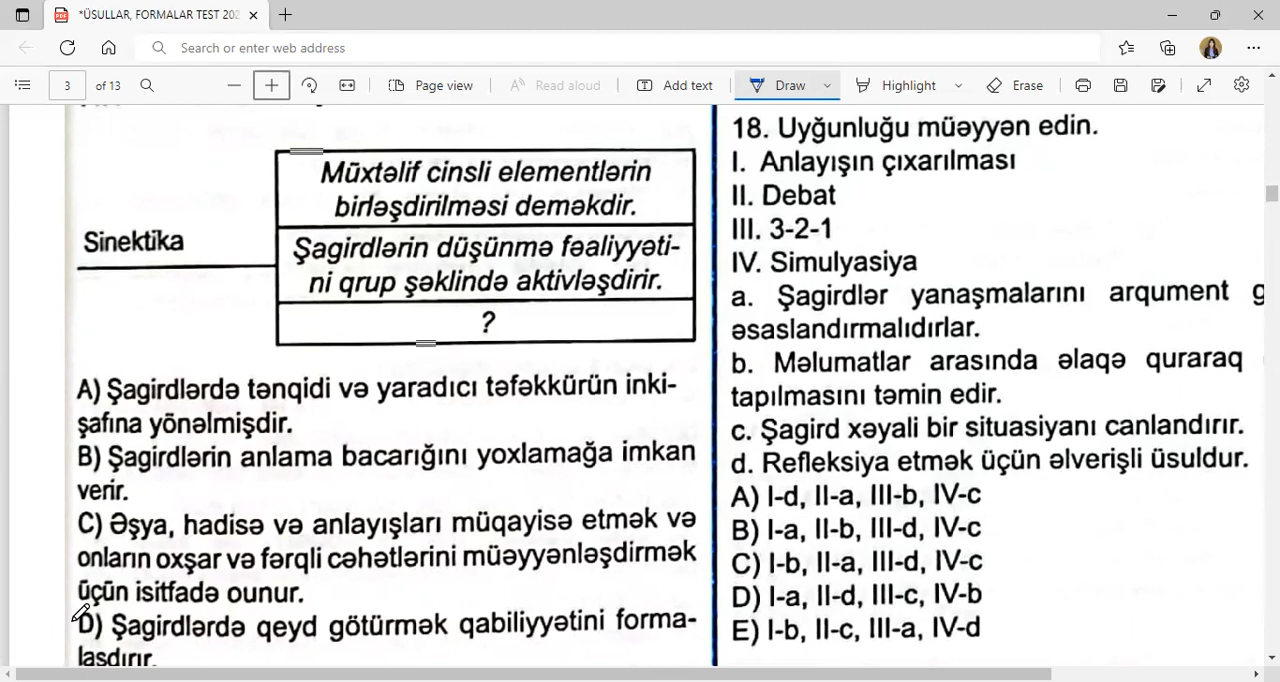 *ÜSULLAR, FORMALAR TEST 202
Search or enter web address
3 of 13
Page view
Read aloud
Add text
Draw
Highlight
Erase
Müxtəlif cinsli elementlərin
birləşdirilməsi deməkdir.
Sinektika
Şagirdlərin düşünmə fəaliyyəti-
ni qrup şəklində aktivləşdirir.
?
A) Şagirdlərdə tənqidi və yaradıcı təfəkkürün inki-
şafına yönəlmişdir.
B) Şagirdlərin anlama bacarığını yoxlamağa imkan
verir.
C) Əşya, hadisə və anlayışları müqayisə etmək və
onların oxşar və fərqli cəhətlərini müəyyənləşdirmək
üçün isitfadə ounur.
D) Şagirdlərdə qeyd götürmək qabiliyyətini forma-
laşdırır.
18. Uyğunluğu müəyyən edin.
I. Anlayışın çıxarılması
II. Debat
III. 3-2-1
IV. Simulyasiya
a. Şagirdlər yanaşmalarını arqument g
əsaslandırmalıdırlar.
b. Məlumatlar arasında əlaqə quraraq
tapılmasını təmin edir.
c. Şagird xəyali bir situasiyanı canlandırır.
d. Refleksiya etmək üçün əlverişli üsuldur.
A) I-d, II-a, III-b, IV-c
B) I-a, II-b, III-d, IV-c
C) I-b, II-a, III-d, IV-c
D) I-a, II-d, III-c, IV-b
E) I-b, II-c, III-a, IV-d